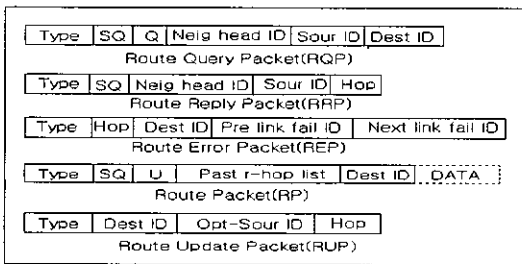 Type SQ Q Neig head ID Sour ID Dest ID
Route Query Packet(RQP)
Type SQ Neig head ID Sour ID Hop
Route Reply Packet(RRP)
Type Hop Dest ID Pre link fail ID Next link fail ID
Route Error Packet(REP)
Type SQ U Past r-hop list Dest ID DATA
Route Packet(RP)
Type Dest ID Opt-Sour ID Hop
Route Update Packet(RUP)